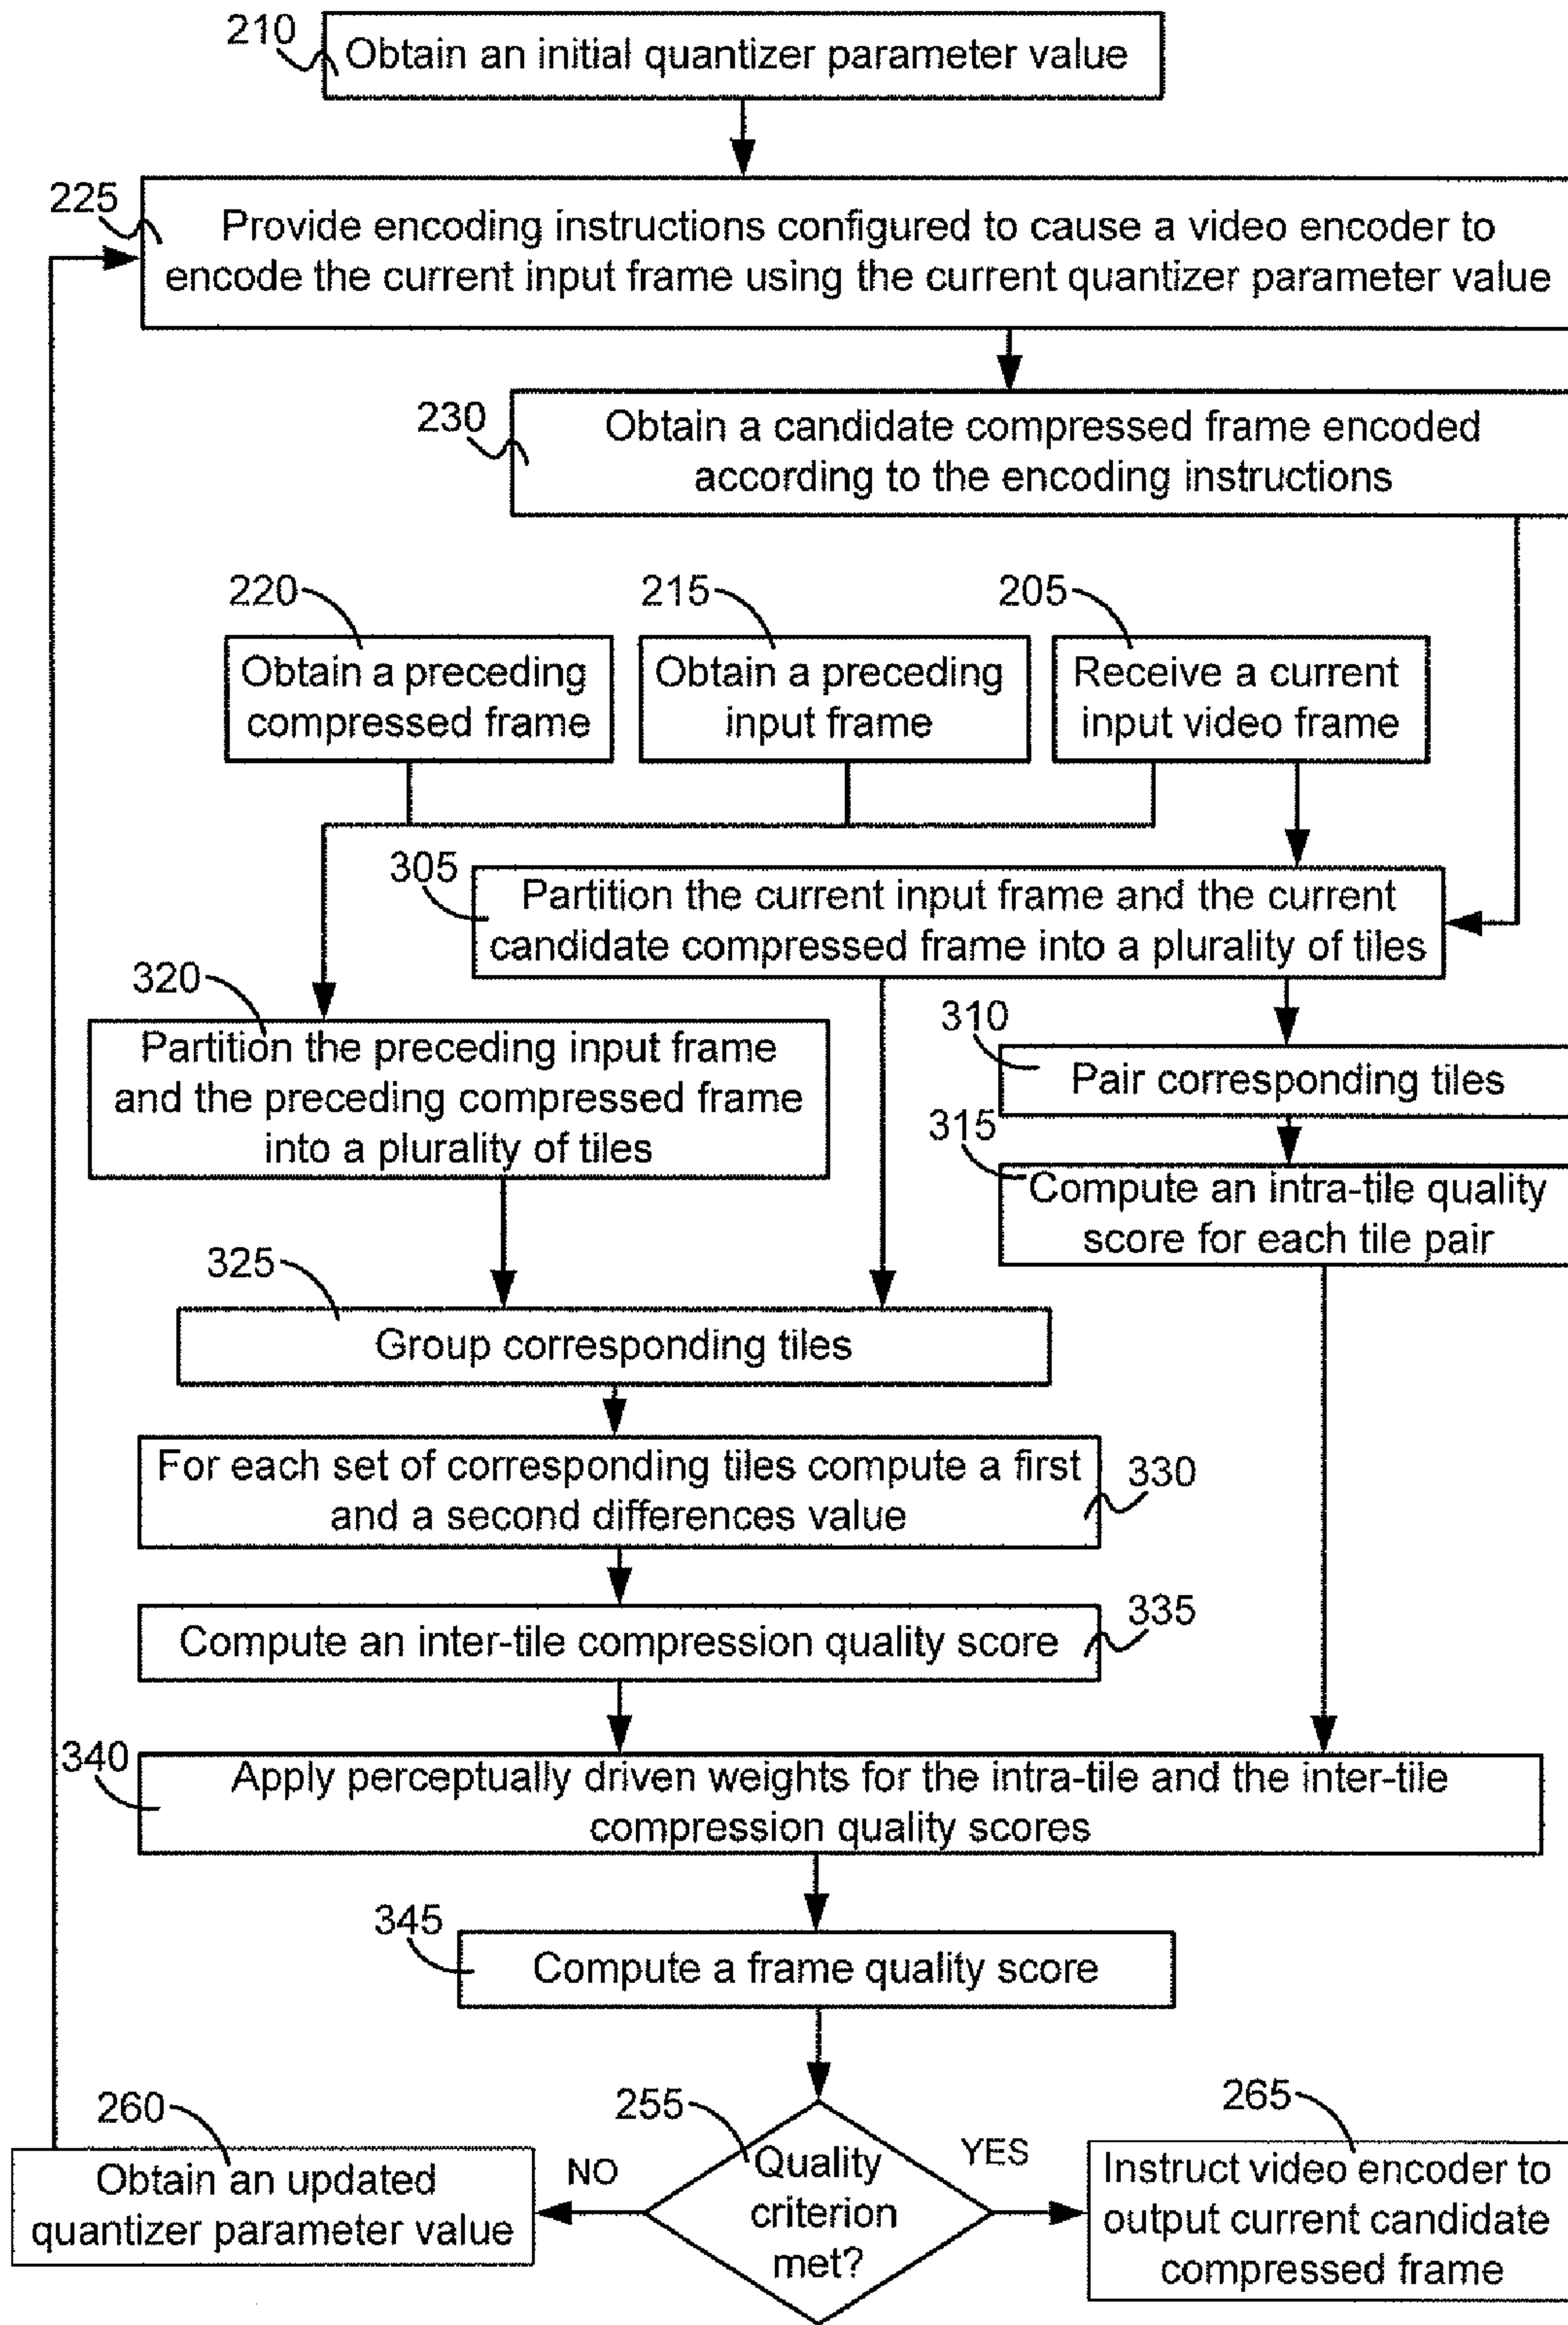 210
Obtain an initial quantizer parameter value
225
Provide encoding instructions configured to cause a video encoder to
encode the current input frame using the current quantizer parameter value
230
Obtain a candidate compressed frame encoded
according to the encoding instructions
220
Obtain a preceding
compressed frame
215
Obtain a preceding
input frame
205
Receive a current
input video frame
305
Partition the current input frame and the current
candidate compressed frame into a plurality of tiles
320
Partition the preceding input frame
and the preceding compressed frame
into a plurality of tiles
310
Pair corresponding tiles
315
Compute an intra-tile quality
score for each tile pair
325
Group corresponding tiles
For each set of corresponding tiles compute a first
and a second differences value
330
Compute an inter-tile compression quality score
335
340
Apply perceptually driven weights for the intra-tile and the inter-tile
compression quality scores
345
Compute a frame quality score
255
Quality
criterion
met?
NO
YES
260
Obtain an updated
quantizer parameter value
265
Instruct video encoder to
output current candidate
compressed frame